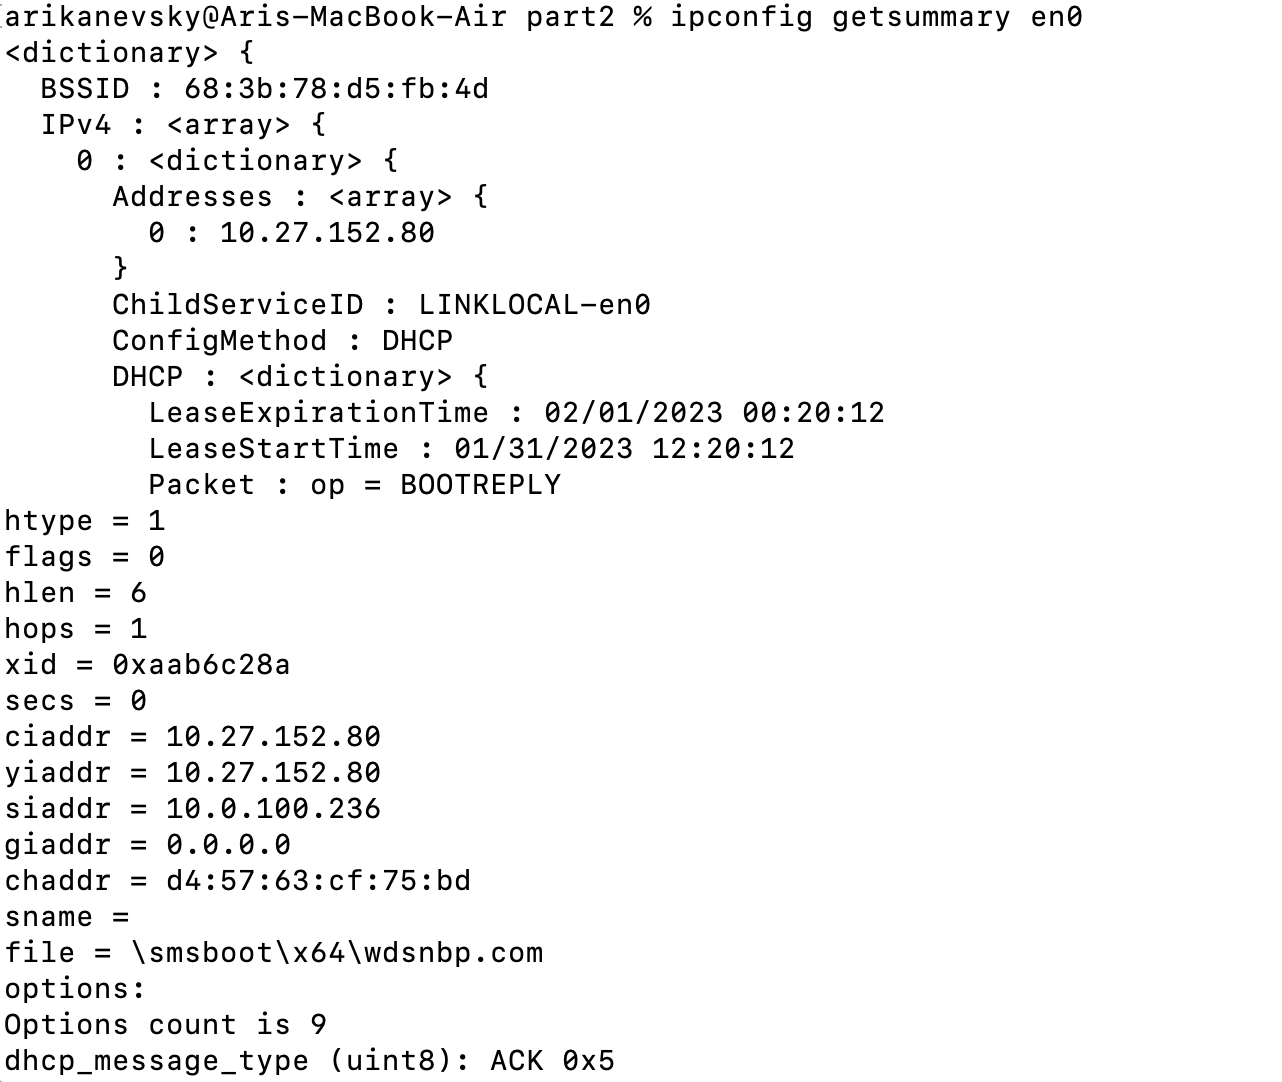 arikanevsky@Aris-MacBook-Air part2 % ipconfig getsummary en0
<dictionary> {
  BSSID : 68:3b:78:d5:fb:4d
  IPv4 : <array> {
    0 : <dictionary> {
      Addresses : <array> {
        0 : 10.27.152.80
      }
      ChildServiceID : LINKLOCAL-en0
      ConfigMethod : DHCP
      DHCP : <dictionary> {
        LeaseExpirationTime : 02/01/2023 00:20:12
        LeaseStartTime : 01/31/2023 12:20:12
        Packet : op = BOOTREPLY
htype = 1
flags = 0
hlen = 6
hops = 1
xid = 0xaab6c28a
secs = 0
ciaddr = 10.27.152.80
yiaddr = 10.27.152.80
siaddr = 10.0.100.236
giaddr = 0.0.0.0
chaddr = d4:57:63:cf:75:bd
sname =
file = \smsboot\x64\wdsnbp.com
options:
Options count is 9
dhcp_message_type (uint8): ACK 0x5